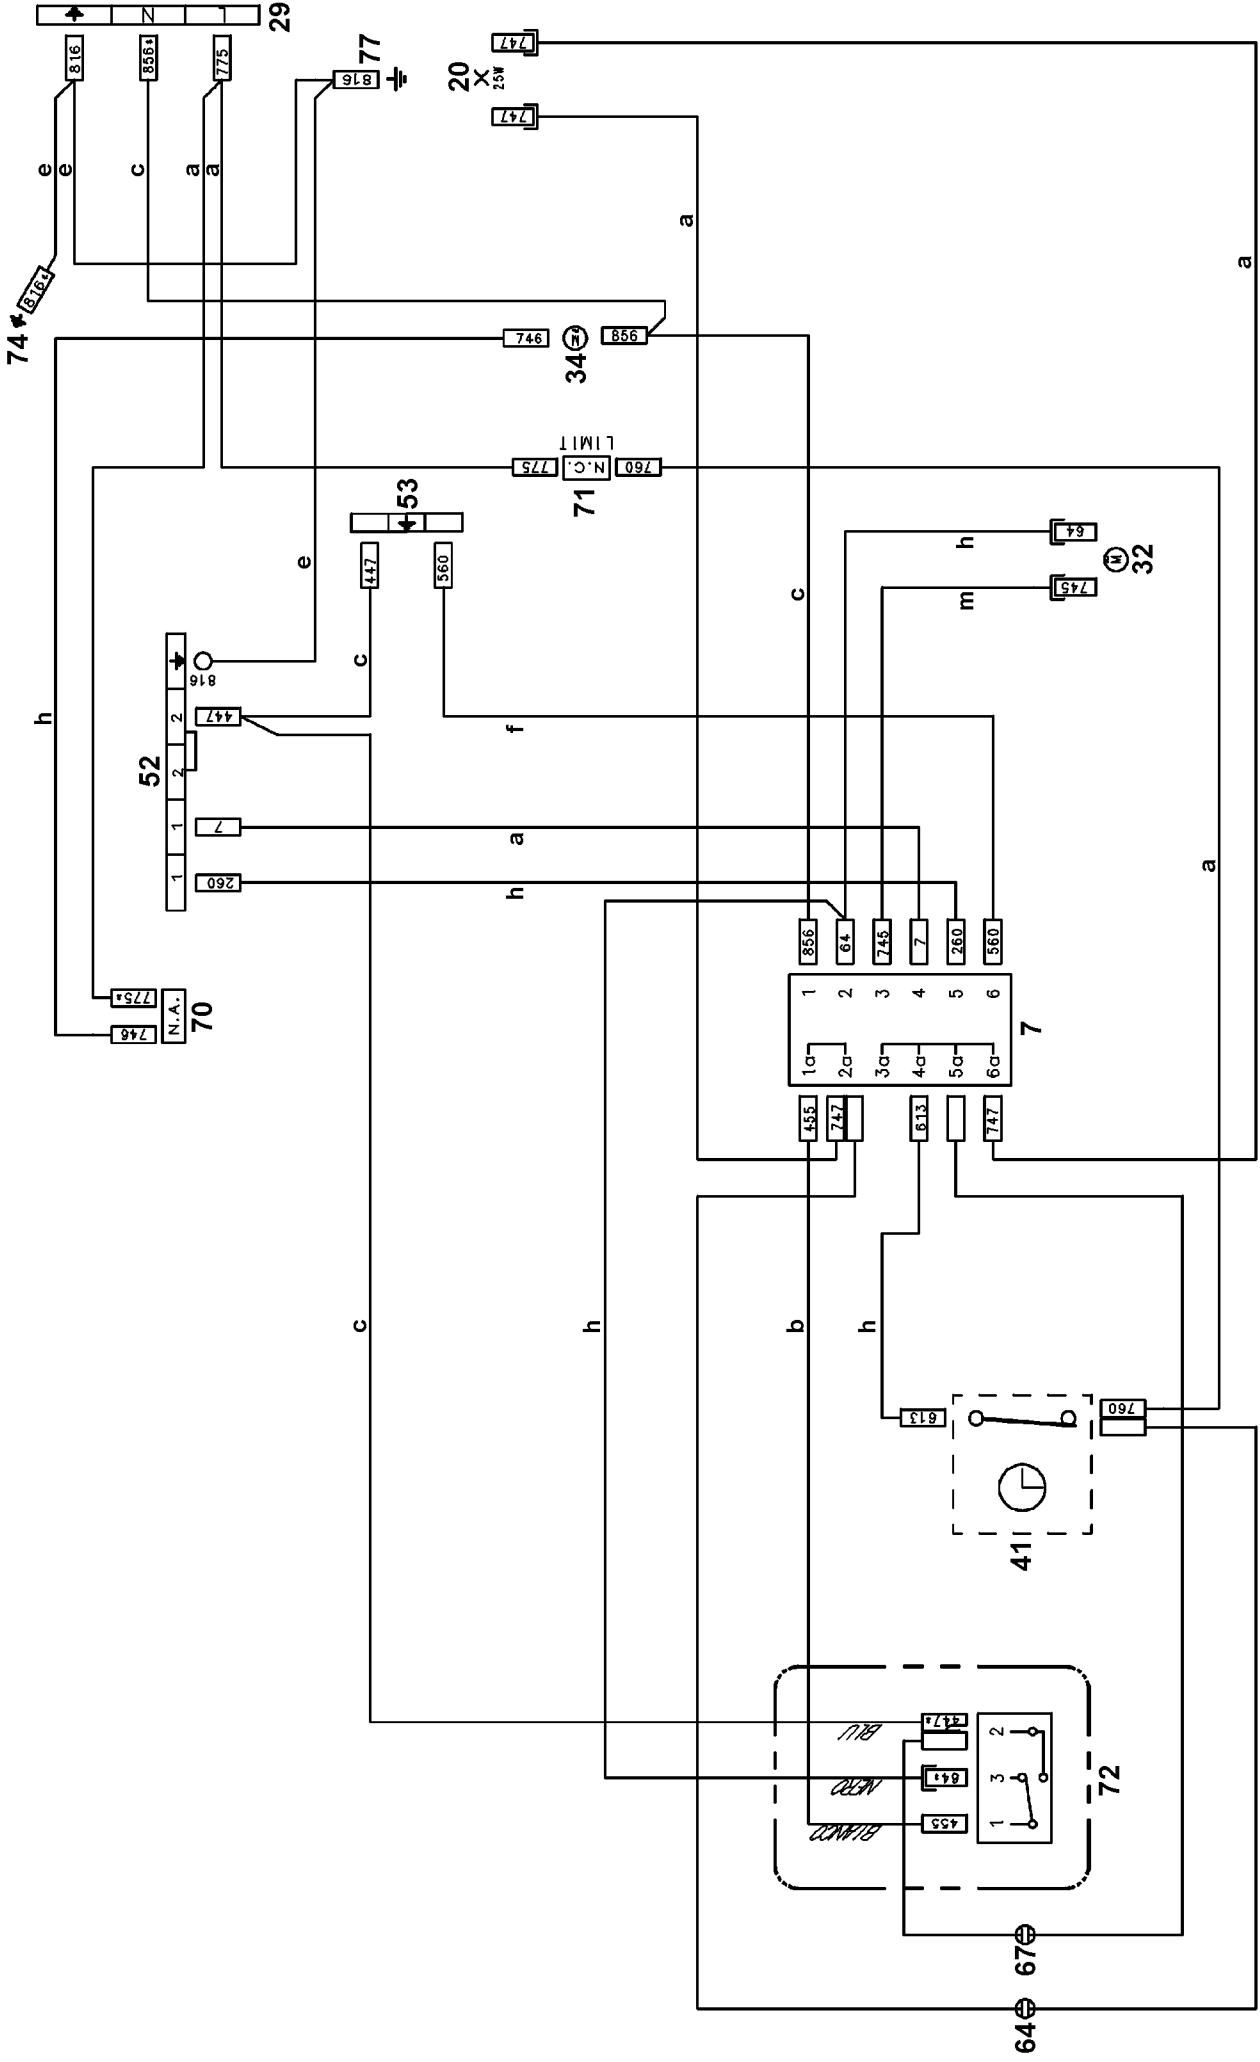 29
N
L
816
856*
775
77
816
20
25W
747
747
e
e
c
a
a
a
a
74
816*
746
M
856
34
LIMIT
775
N.C.
760
71
53
447
560
e
c
h
m
64
745
M
32
c
h
f
52
2
2
1
1
816
447
7
260
a
h
a
775*
746
N.A.
70
856
64
745
7
260
560
1
2
3
4
5
6
1a
2a
3a
4a
5a
6a
7
455
747
613
747
c
h
b
h
613
760
41
BLU
NERO
BIANCO
447*
64*
455
2
3
1
72
67
64